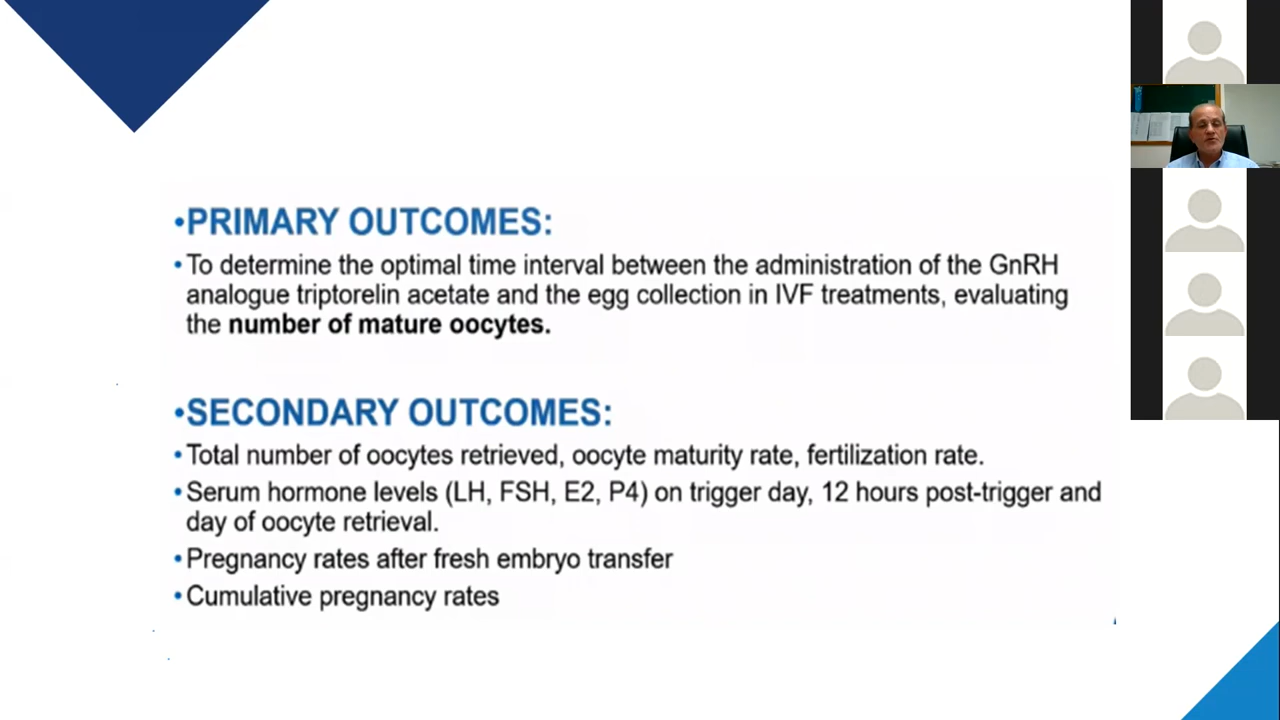 •PRIMARY OUTCOMES:
•To determine the optimal time interval between the administration of the GnRH
analogue triptorelin acetate and the egg collection in IVF treatments, evaluating
the number of mature oocytes.
•SECONDARY OUTCOMES:
•Total number of oocytes retrieved, oocyte maturity rate, fertilization rate.
•Serum hormone levels (LH, FSH, E2, P4) on trigger day, 12 hours post-trigger and
day of oocyte retrieval.
•Pregnancy rates after fresh embryo transfer
•Cumulative pregnancy rates